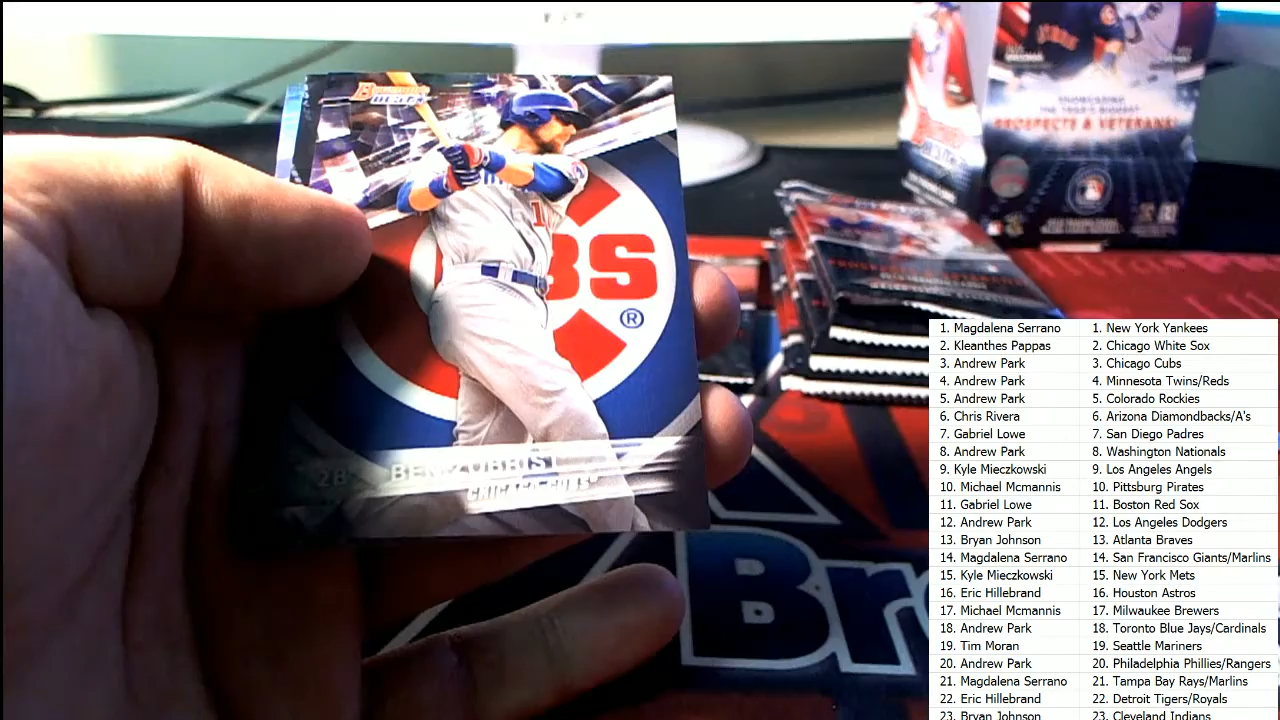 Bowman's
BEST
BS
®
2B BEN ZOBRIST
CHICAGO CUBS
PROSPECTS & VETERANS!
Br
1. Magdalena Serrano 1. New York Yankees
2. Kleanthes Pappas 2. Chicago White Sox
3. Andrew Park 3. Chicago Cubs
4. Andrew Park 4. Minnesota Twins/Reds
5. Andrew Park 5. Colorado Rockies
6. Chris Rivera 6. Arizona Diamondbacks/A's
7. Gabriel Lowe 7. San Diego Padres
8. Andrew Park 8. Washington Nationals
9. Kyle Mieczkowski 9. Los Angeles Angels
10. Michael Mcmannis 10. Pittsburg Pirates
11. Gabriel Lowe 11. Boston Red Sox
12. Andrew Park 12. Los Angeles Dodgers
13. Bryan Johnson 13. Atlanta Braves
14. Magdalena Serrano 14. San Francisco Giants/Marlins
15. Kyle Mieczkowski 15. New York Mets
16. Eric Hillebrand 16. Houston Astros
17. Michael Mcmannis 17. Milwaukee Brewers
18. Andrew Park 18. Toronto Blue Jays/Cardinals
19. Tim Moran 19. Seattle Mariners
20. Andrew Park 20. Philadelphia Phillies/Rangers
21. Magdalena Serrano 21. Tampa Bay Rays/Marlins
22. Eric Hillebrand 22. Detroit Tigers/Royals
23. Bryan Johnson 23. Cleveland Indians